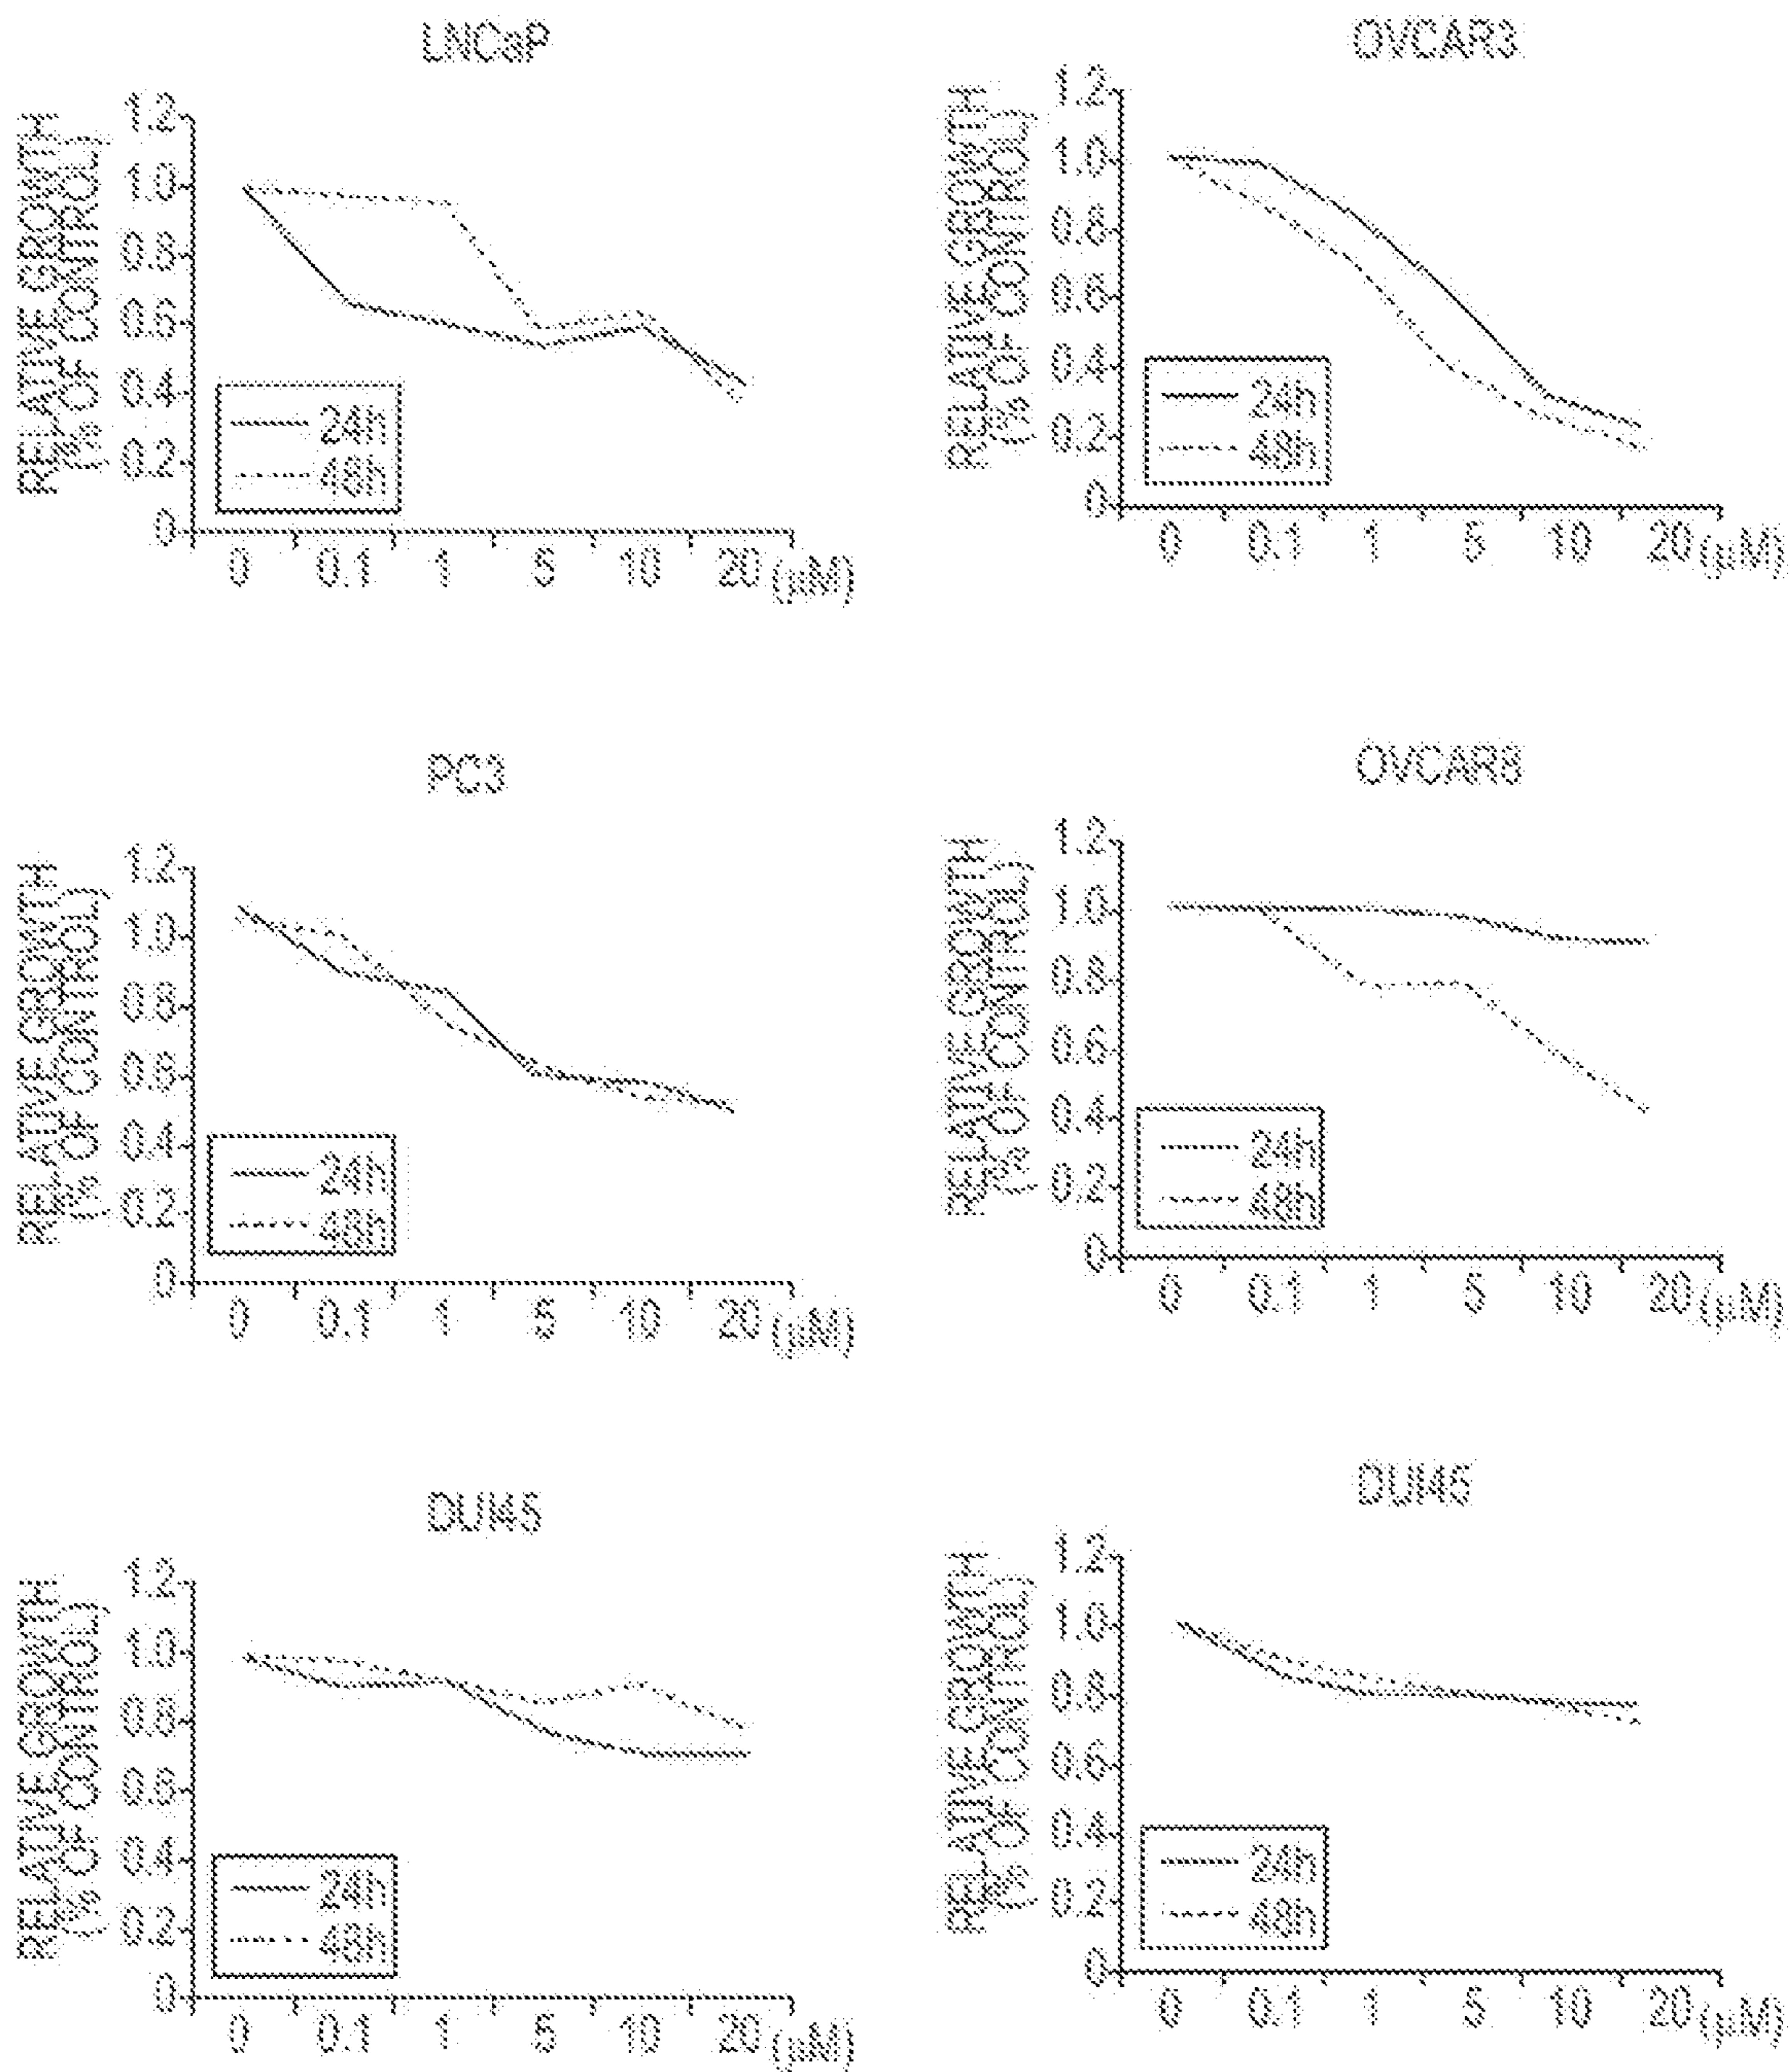 LNCaP
RELATIVE GROWTH
(% OF CONTROL)
1.2
1.0
0.8
0.6
0.4
0.2
0
24h
48h
0 0.1 1 5 10 20 (µM)
OVCAR3
RELATIVE GROWTH
(% OF CONTROL)
1.2
1.0
0.8
0.6
0.4
0.2
0
24h
48h
0 0.1 1 5 10 20 (µM)
PC3
RELATIVE GROWTH
(% OF CONTROL)
1.2
1.0
0.8
0.6
0.4
0.2
0
24h
48h
0 0.1 1 5 10 20 (µM)
OVCAR8
RELATIVE GROWTH
(% OF CONTROL)
1.2
1.0
0.8
0.6
0.4
0.2
0
24h
48h
0 0.1 1 5 10 20 (µM)
DUI45
RELATIVE GROWTH
(% OF CONTROL)
1.2
1.0
0.8
0.6
0.4
0.2
0
24h
48h
0 0.1 1 5 10 20 (µM)
DUI45
RELATIVE GROWTH
(% OF CONTROL)
1.2
1.0
0.8
0.6
0.4
0.2
0
24h
48h
0 0.1 1 5 10 20 (µM)